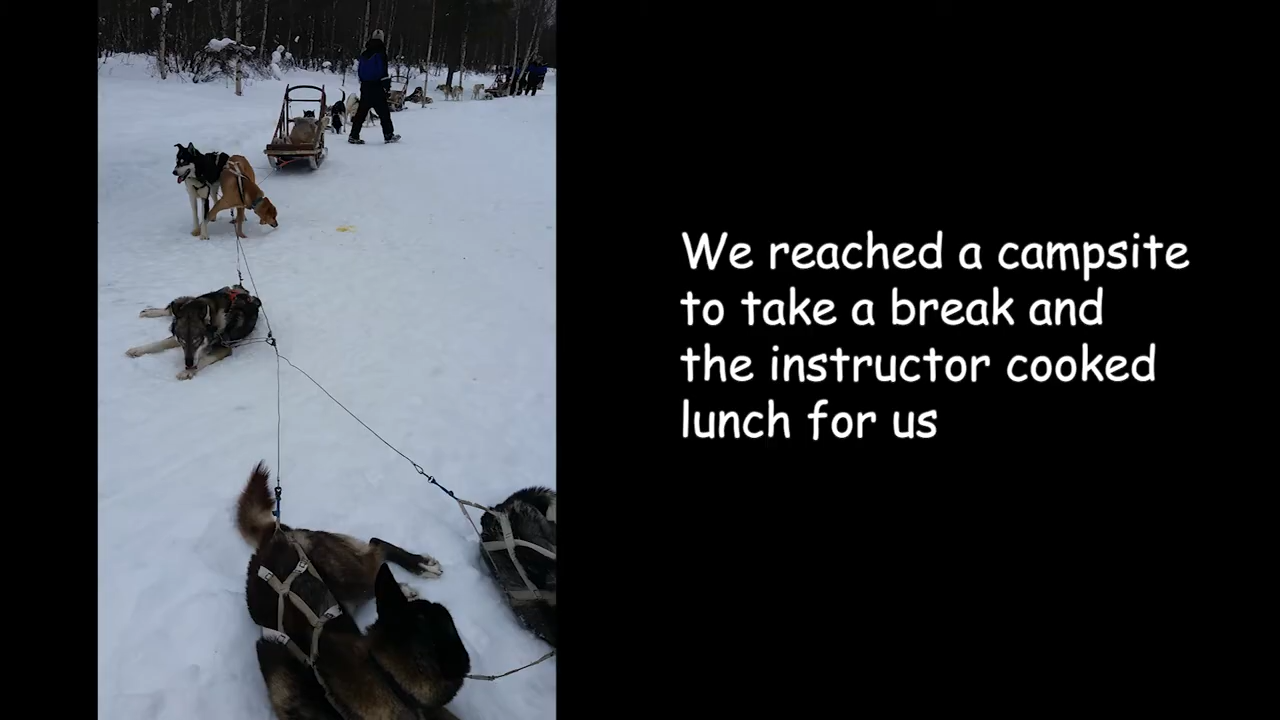 We reached a campsite
to take a break and
the instructor cooked
lunch for us